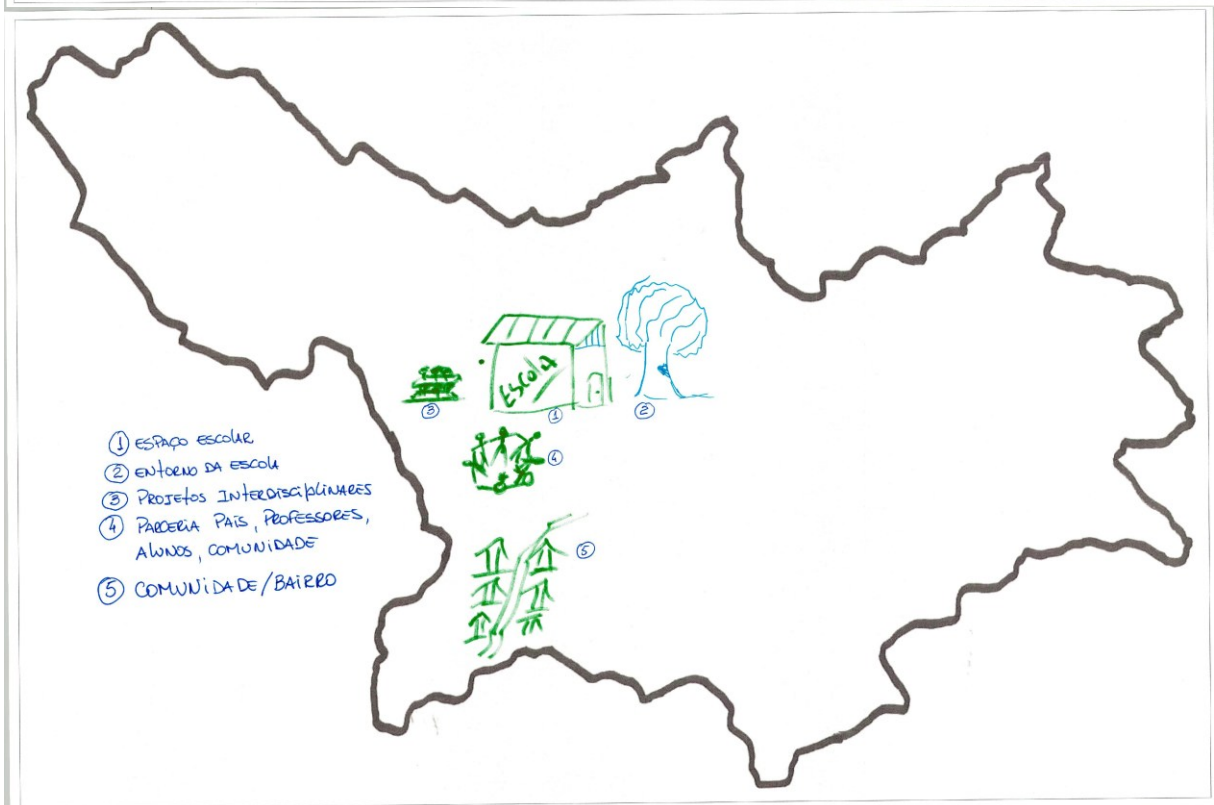 ESCOLA
③
①
②
④
⑤
① ESPAÇO ESCOLAR
② ENTORNO DA ESCOLA
③ PROJETOS INTERDISCIPLINARES
④ PARCERIA PAIS, PROFESSORES,
ALUNOS, COMUNIDADE
⑤ COMUNIDADE/BAIRRO